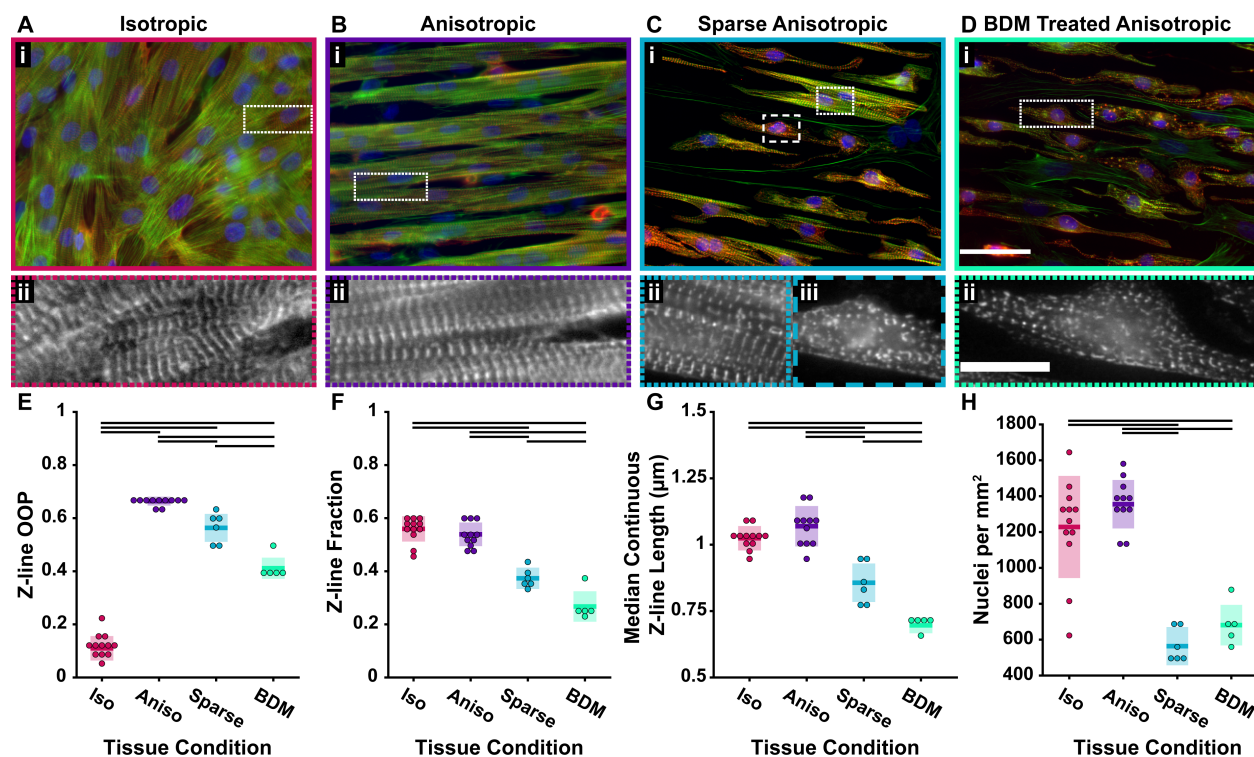 A Isotropic
B Anisotropic
C Sparse Anisotropic
D BDM Treated Anisotropic
i
i
i
i
ii
ii
ii
iii
ii
E
1
0.8
0.6
0.4
0.2
0
Z-line OOP
Iso
Aniso
Sparse
BDM
Tissue Condition
F
1
0.8
0.6
0.4
0.2
0
Z-line Fraction
Iso
Aniso
Sparse
BDM
Tissue Condition
G
1.5
1.25
1
0.75
0.5
Median Continuous
Z-line Length (µm)
Iso
Aniso
Sparse
BDM
Tissue Condition
H
1800
1600
1400
1200
1000
800
600
400
Nuclei per mm²
Iso
Aniso
Sparse
BDM
Tissue Condition